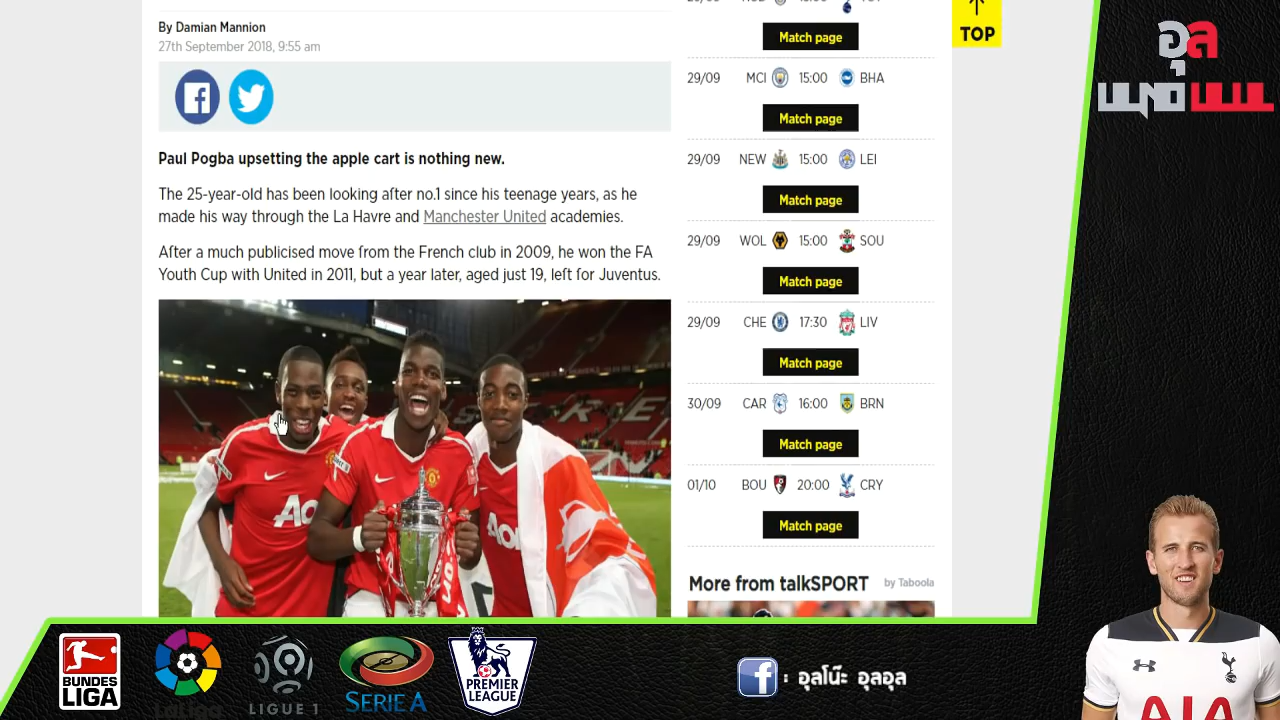 By Damian Mannion
27th September 2018, 9:55 am
Paul Pogba upsetting the apple cart is nothing new.
The 25-year-old has been looking after no.1 since his teenage years, as he
made his way through the La Havre and Manchester United academies.
After a much publicised move from the French club in 2009, he won the FA
Youth Cup with United in 2011, but a year later, aged just 19, left for Juventus.
Match page
29/09 MCI 15:00 BHA
Match page
29/09 NEW 15:00 LEI
Match page
29/09 WOL 15:00 SOU
Match page
29/09 CHE 17:30 LIV
Match page
30/09 CAR 16:00 BRN
Match page
01/10 BOU 20:00 CRY
Match page
More from talkSPORT by Taboola
TOP
อุล
BUNDES
LIGA
LaLiga
LIGUE 1
SERIE A
PREMIER
LEAGUE
: อุลโน๊ะ อุลอุล
AIA